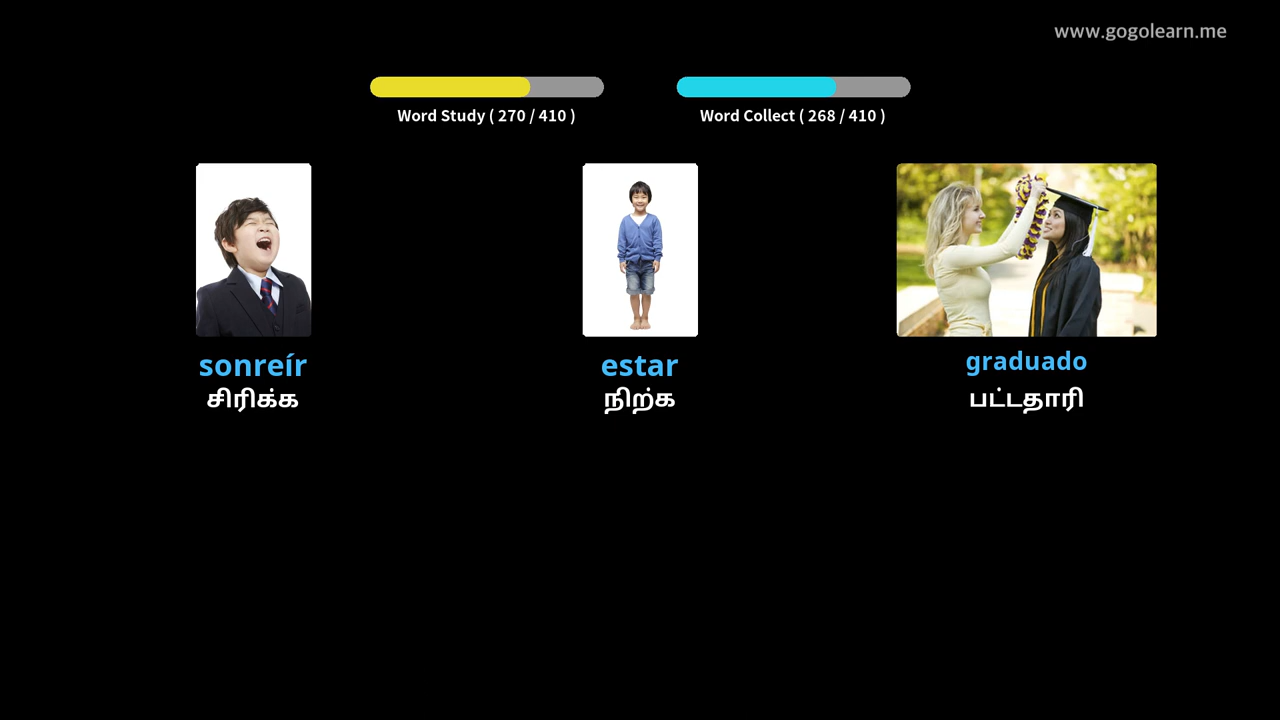 www.gogolearn.me
Word Study ( 270 / 410 )
Word Collect ( 268 / 410 )
sonreír
சிரிக்க
estar
நிற்க
graduado
பட்டதாரி